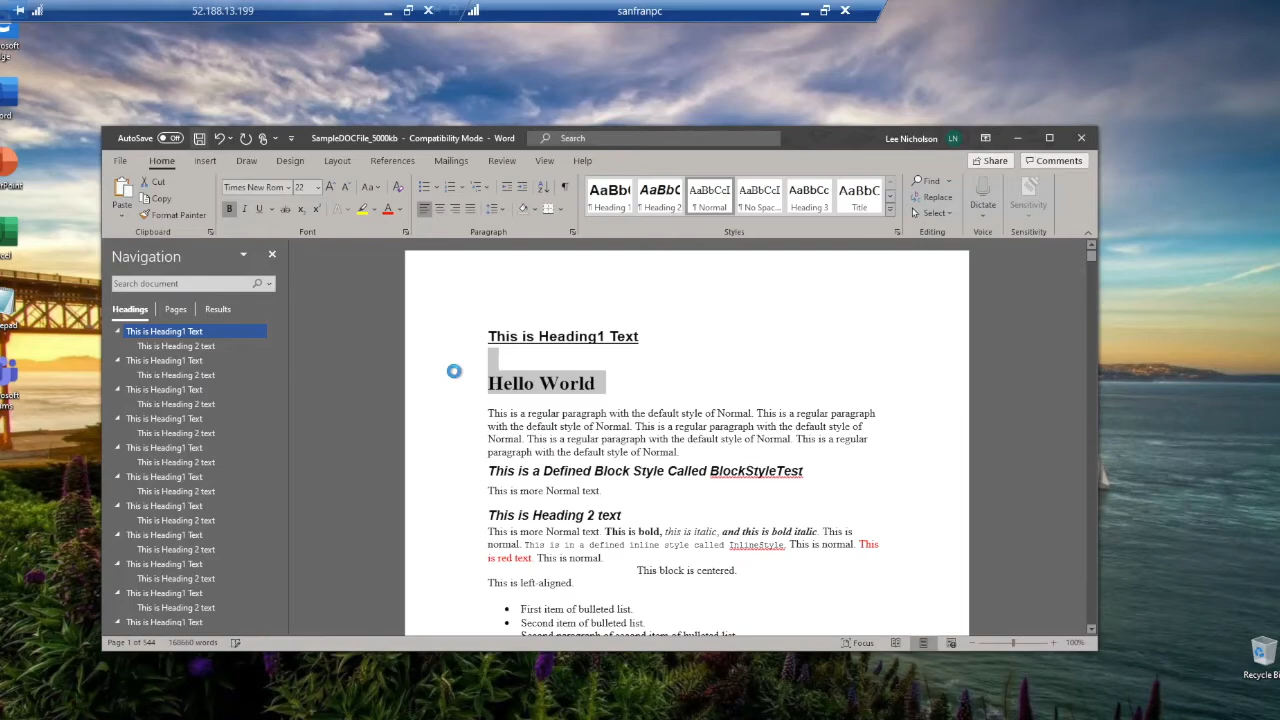 52.188.13.199
sanfranpc
AutoSave Off
SampleDOCFile_5000kb - Compatibility Mode - Word
Search
Lee Nicholson LN
File Home Insert Draw Design Layout References Mailings Review View Help
Share Comments
Paste
Cut
Copy
Format Painter
Clipboard
Times New Rom 22
Font
Paragraph
AaBb( AaBbC AaBbCcI AaBbCcI AaBbCc AaBbC
¶ Heading 1 ¶ Heading 2 ¶ Normal ¶ No Spac... ¶ Heading 3 Title
Styles
Find
Replace
Select
Editing
Dictate
Voice
Sensitivity
Sensitivity
Navigation
Search document
Headings Pages Results
This is Heading1 Text
This is Heading 2 text
This is Heading1 Text
This is Heading 2 text
This is Heading1 Text
This is Heading 2 text
This is Heading1 Text
This is Heading 2 text
This is Heading1 Text
This is Heading 2 text
This is Heading1 Text
This is Heading 2 text
This is Heading1 Text
This is Heading 2 text
This is Heading1 Text
This is Heading 2 text
This is Heading1 Text
This is Heading 2 text
This is Heading1 Text
This is Heading 2 text
This is Heading1 Text
This is Heading1 Text
Hello World
This is a regular paragraph with the default style of Normal. This is a regular paragraph
with the default style of Normal. This is a regular paragraph with the default style of
Normal. This is a regular paragraph with the default style of Normal. This is a regular
paragraph with the default style of Normal.
This is a Defined Block Style Called BlockStyleTest
This is more Normal text.
This is Heading 2 text
This is more Normal text. This is bold, this is italic, and this is bold italic. This is
normal. This is in a defined inline style called InlineStyle. This is normal. This
is red text. This is normal.
This block is centered.
This is left-aligned.
• First item of bulleted list.
• Second item of bulleted list.
Second paragraph of second item of bulleted list.
Page 1 of 544 168660 words
Focus
100%
Recycle Bi